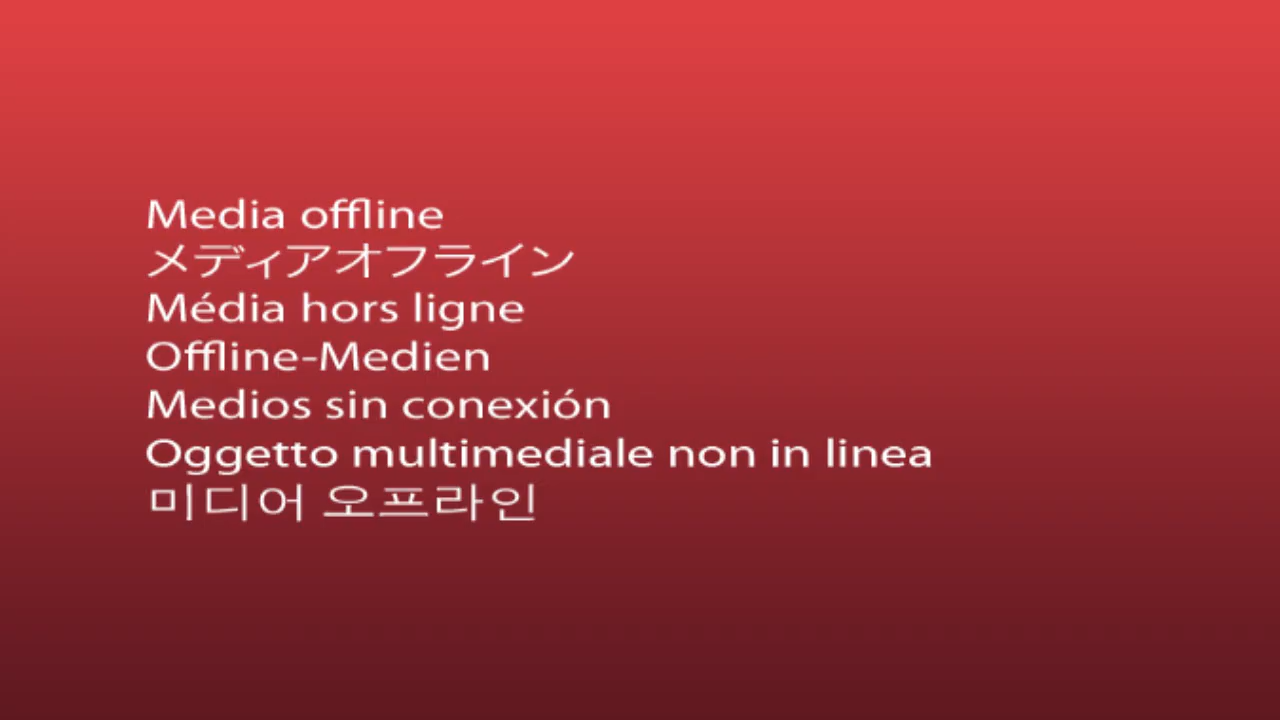 Media offline
メディアオフライン
Média hors ligne
Offline-Medien
Medios sin conexión
Oggetto multimediale non in linea
미디어 오프라인